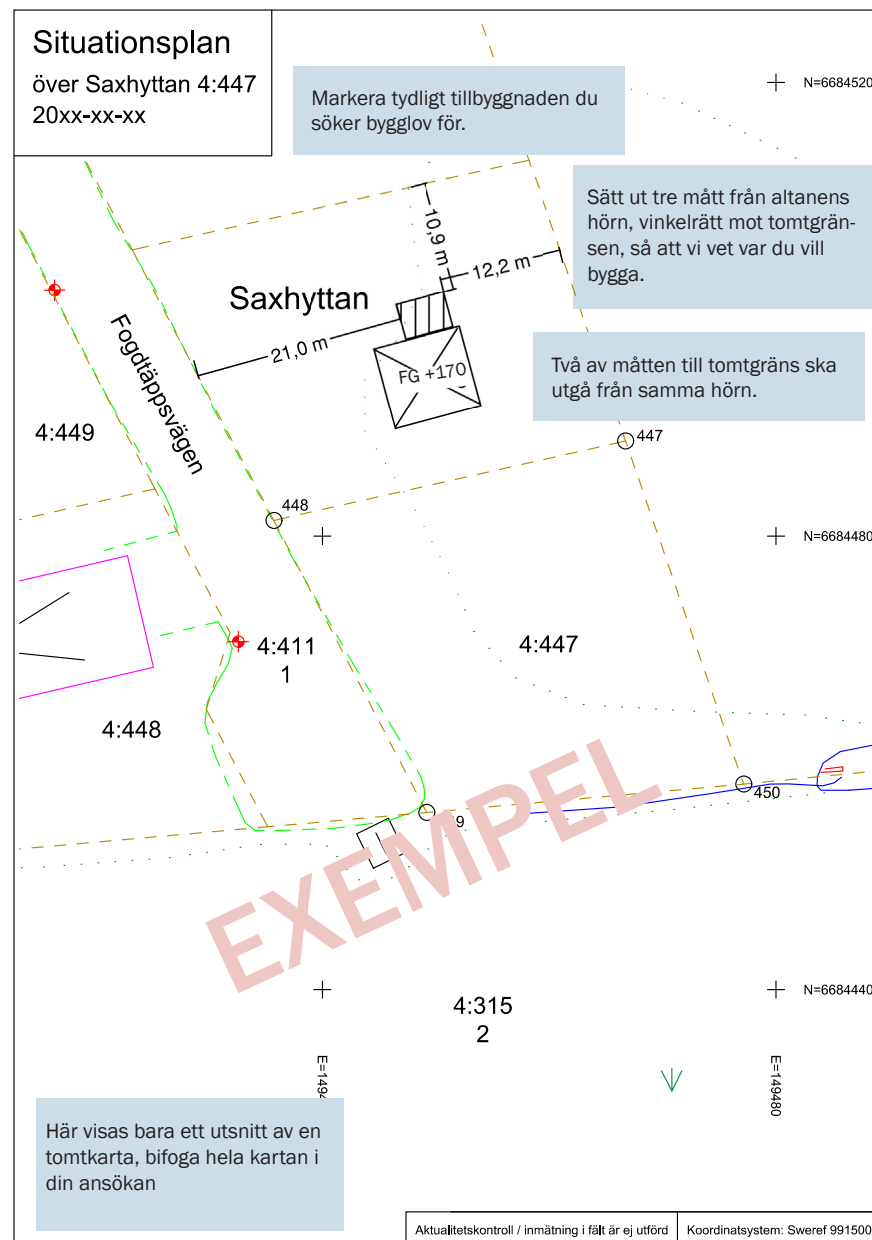 Situationsplan
över Saxhyttan 4:447
20xx-xx-xx
Markera tydligt tillbyggnaden du
söker bygglov för.
N=6684520
Sätt ut tre mått från altanens
hörn, vinkelrätt mot tomtgrän-
sen, så att vi vet var du vill
bygga.
10,9 m
12,2 m
Saxhyttan
21,0 m
Fogdtäppsvägen
FG +170
Två av måtten till tomtgräns ska
utgå från samma hörn.
4:449
447
448
N=6684480
4:411
1
4:447
4:448
450
9
EXEMPEL
N=6684440
4:315
2
E=1494
E=149480
Här visas bara ett utsnitt av en
tomtkarta, bifoga hela kartan i
din ansökan
Aktualitetskontroll / inmätning i fält är ej utförd
Koordinatsystem: Sweref 991500